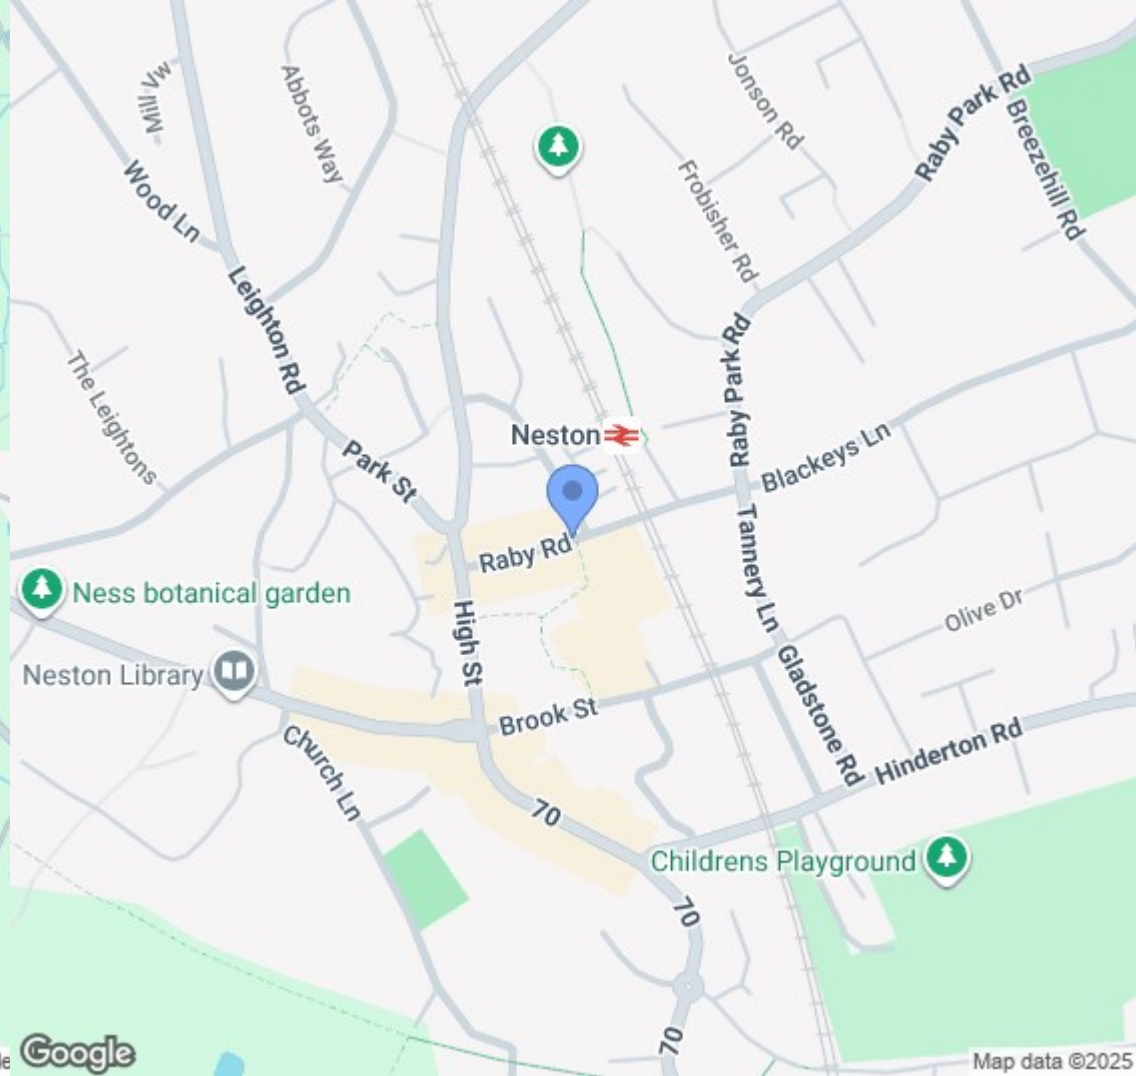 Mill Vw
Abbots Way
Jonson Rd
Raby Park Rd
Breezehill Rd
Wood Ln
Frobisher Rd
Leighton Rd
Raby Park Rd
The Leightons
Neston
Blackeys Ln
Park St
Raby Rd
Tannery Ln
Ness botanical garden
High St
Olive Dr
Neston Library
Gladstone Rd
Brook St
Church Ln
Hinderton Rd
70
Childrens Playground
70
70
Google
Map data ©2025